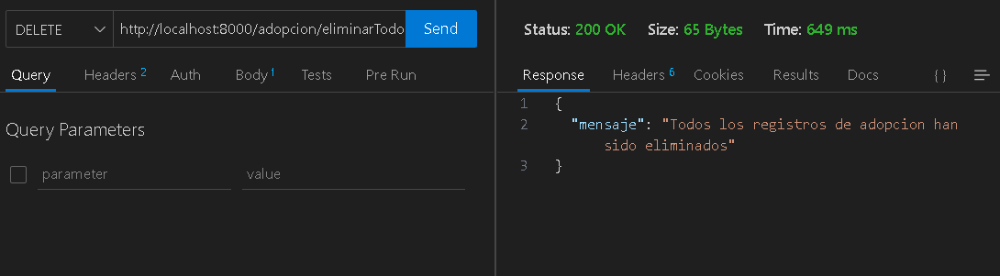 DELETE http://localhost:8000/adopcion/eliminarTodo Send
Query Headers 2 Auth Body 1 Tests Pre Run
Query Parameters
parameter value
Status: 200 OK Size: 65 Bytes Time: 649 ms
Response Headers 6 Cookies Results Docs { }
1 {
2 "mensaje": "Todos los registros de adopcion han
sido eliminados"
3 }